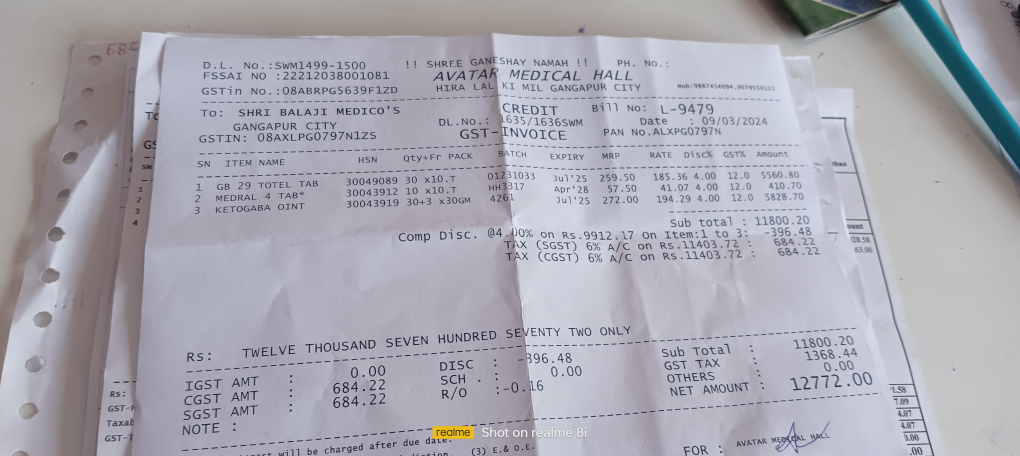 D.L. No.:SWM1499-1500 !! SHREE GANESHAY NAMAH !! PH. NO.:
FSSAI NO :22212038001081 AVATAR MEDICAL HALL
GSTin No.:08ABRPG5639F1ZD HIRA LAL KI MIL GANGAPUR CITY
To: SHRI BALAJI MEDICO'S CREDIT Bill No: L-9479
GANGAPUR CITY DL.No.: 1635/1636SWM Date : 09/03/2024
GSTIN: 08AXLPG0797N1ZS GST-INVOICE PAN No.ALXPG0797N
SN ITEM NAME HSN Qty+Fr PACK BATCH EXPIRY MRP RATE Disc% GST% Amount
1 GB 29 TOTEL TAB 30049089 30 x10.T 01231033 Jul'25 259.50 185.36 4.00 12.0 5560.80
2 MEDRAL 4 TAB* 30043912 10 x10.T HH3317 Apr'28 57.50 41.07 4.00 12.0 410.70
3 KETOGABA OINT 30043919 30+3 x30GM 4261 Jul'25 272.00 194.29 4.00 12.0 5828.70
Sub total : 11800.20
Comp Disc. @4.00% on Rs.9912.17 On Item:1 to 3: -396.48
TAX (SGST) 6% A/C on Rs.11403.72 : 684.22
TAX (CGST) 6% A/C on Rs.11403.72 : 684.22
Rs: TWELVE THOUSAND SEVEN HUNDRED SEVENTY TWO ONLY
IGST AMT : 0.00 DISC : -396.48 Sub Total : 11800.20
CGST AMT : 684.22 SCH . : 0.00 GST TAX : 1368.44
SGST AMT : 684.22 R/O :-0.16 OTHERS : 0.00
NOTE : NET AMOUNT : 12772.00
will be charged after due date.
(3) E.& O.E.
FOR : AVATAR MEDICAL HALL
realme Shot on realme 8i